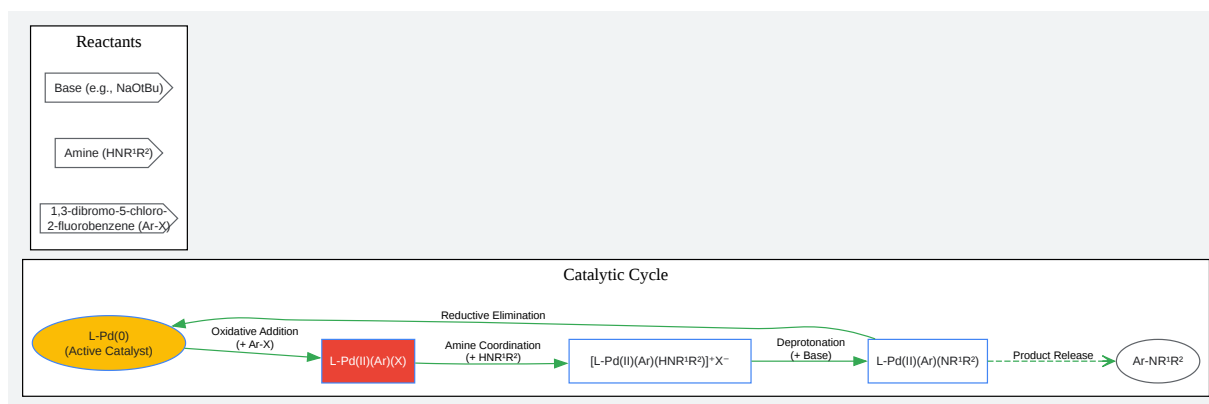 Reactants
Base (e.g., NaOtBu)
Amine (HNR¹R²)
1,3-dibromo-5-chloro-
2-fluorobenzene (Ar-X)
Catalytic Cycle
L-Pd(0)
(Active Catalyst)
Oxidative Addition
(+ Ar-X)
L-Pd(II)(Ar)(X)
Reductive Elimination
Amine Coordination
(+ HNR¹R²)
[L-Pd(II)(Ar)(HNR¹R²)]⁺X⁻
Deprotonation
(+ Base)
L-Pd(II)(Ar)(NR¹R²)
Product Release
Ar-NR¹R²